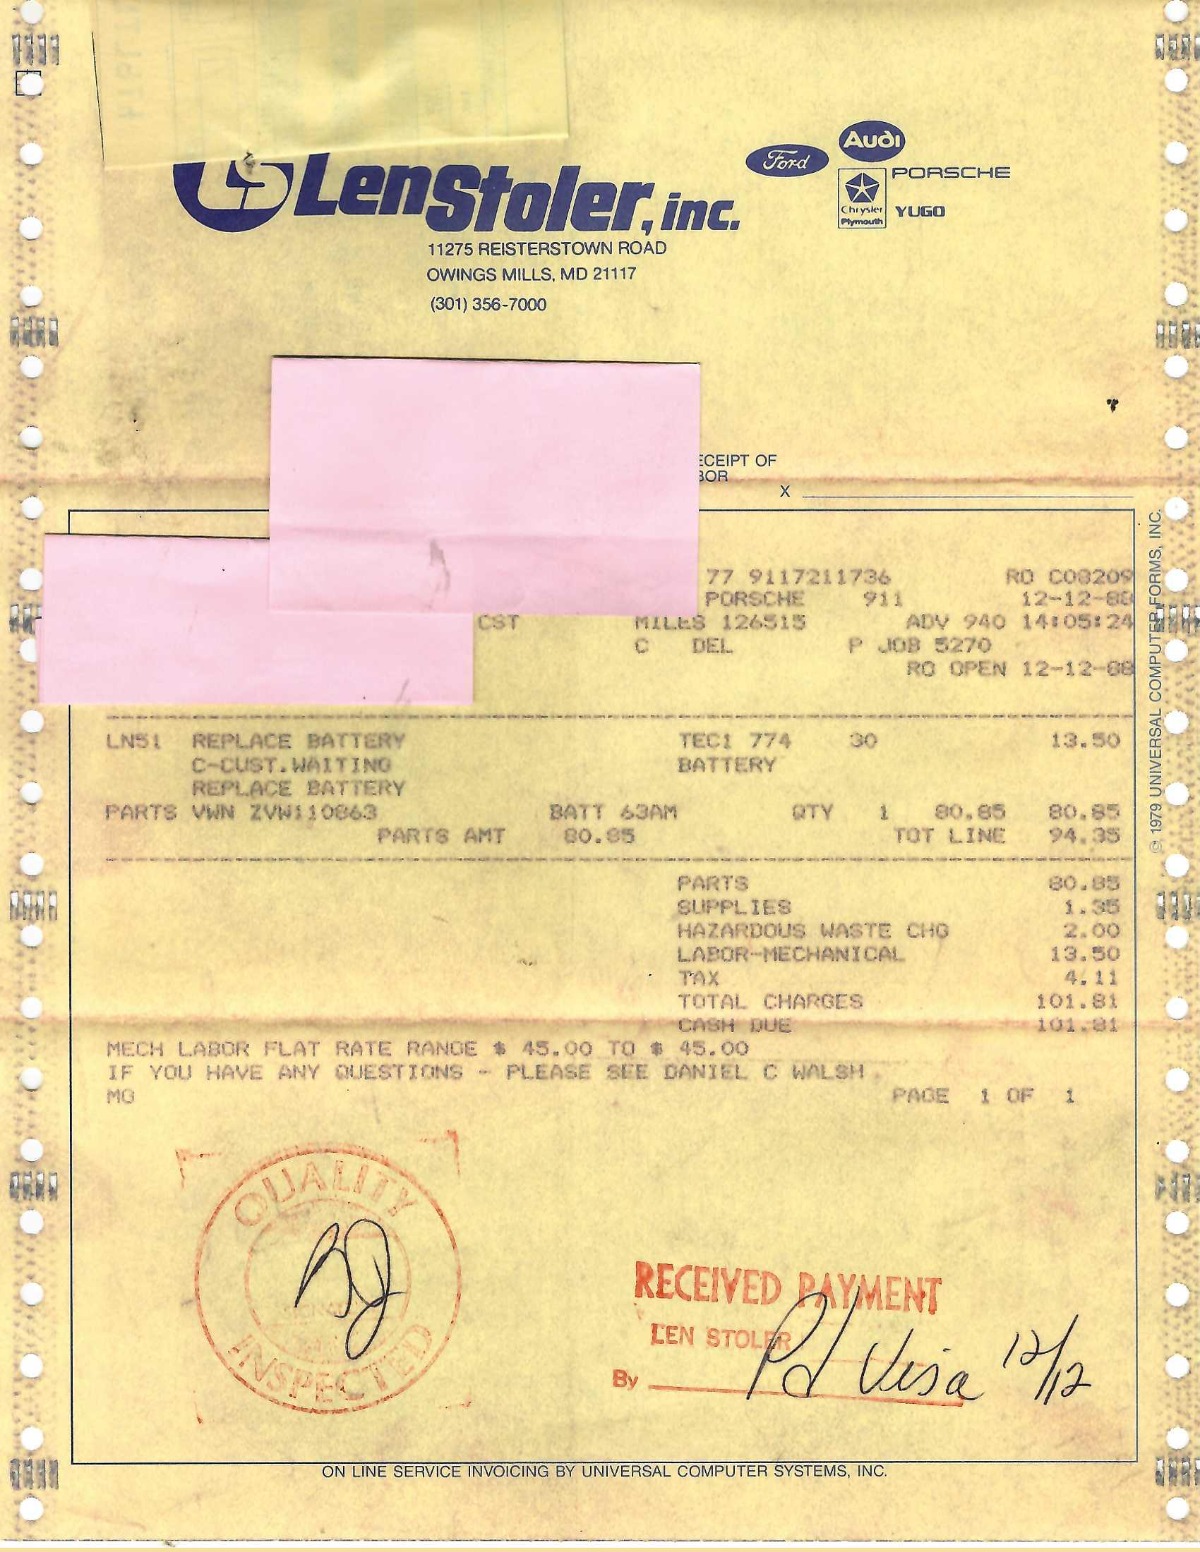 LenStoler, inc.
Ford
Audi
PORSCHE
Chrysler
Plymouth
YUGO
11275 REISTERSTOWN ROAD
OWINGS MILLS, MD 21117
(301) 356-7000
ECEIPT OF
BOR
X
77 9117211736 RO C08209
PORSCHE 911 12-12-88
CST MILES 126515 ADV 940 14:05:24
C DEL P JOB 5270
RO OPEN 12-12-88
LN51 REPLACE BATTERY TEC1 774 30 13.50
C-CUST.WAITING BATTERY
REPLACE BATTERY
PARTS VWN ZVW110863 BATT 63AM QTY 1 80.85 80.85
PARTS AMT 80.85 TOT LINE 94.35
PARTS 80.85
SUPPLIES 1.35
HAZARDOUS WASTE CHG 2.00
LABOR-MECHANICAL 13.50
TAX 4.11
TOTAL CHARGES 101.81
CASH DUE 101.81
MECH LABOR FLAT RATE RANGE $ 45.00 TO $ 45.00
IF YOU HAVE ANY QUESTIONS - PLEASE SEE DANIEL C WALSH
MG PAGE 1 OF 1
QUALITY
INSPECTED
RECEIVED PAYMENT
LEN STOLER
By Pd Visa 12/12
ON LINE SERVICE INVOICING BY UNIVERSAL COMPUTER SYSTEMS, INC.
© 1979 UNIVERSAL COMPUTER FORMS, INC.